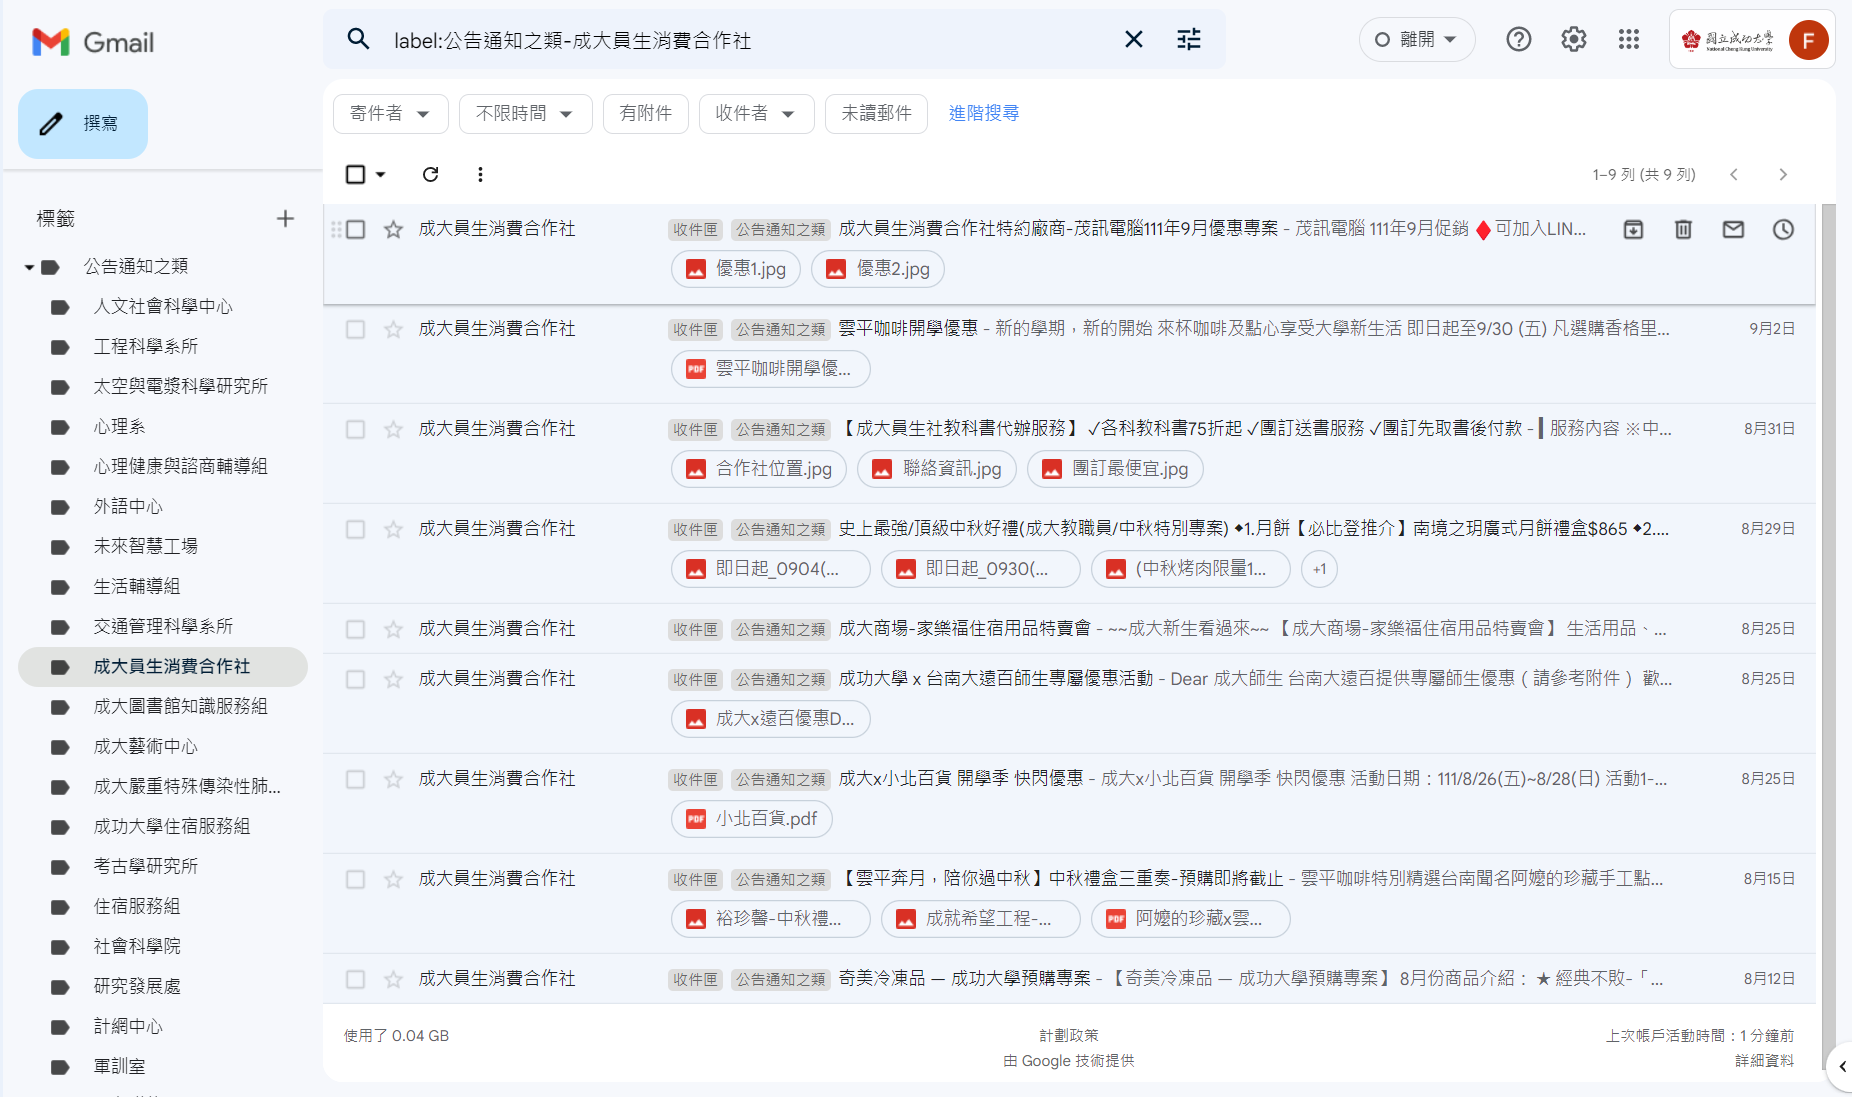 Gmail
label:公告通知之類-成大員生消費合作社
離開
國立成功大學
National Cheng Kung University
F
撰寫
寄件者
不限時間
有附件
收件者
未讀郵件
進階搜尋
1–9 列 (共 9 列)
標籤
公告通知之類
人文社會科學中心
工程科學系所
太空與電漿科學研究所
心理系
心理健康與諮商輔導組
外語中心
未來智慧工場
生活輔導組
交通管理科學系所
成大員生消費合作社
成大圖書館知識服務組
成大藝術中心
成大嚴重特殊傳染性肺...
成功大學住宿服務組
考古學研究所
住宿服務組
社會科學院
研究發展處
計網中心
軍訓室
成大員生消費合作社 收件匣 公告通知之類 成大員生消費合作社特約廠商-茂訊電腦111年9月優惠專案 - 茂訊電腦 111年9月促銷 ♦可加入LIN...
優惠1.jpg 優惠2.jpg
成大員生消費合作社 收件匣 公告通知之類 雲平咖啡開學優惠 - 新的學期，新的開始 來杯咖啡及點心享受大學新生活 即日起至9/30 (五) 凡選購香格里... 9月2日
PDF 雲平咖啡開學優...
成大員生消費合作社 收件匣 公告通知之類 【成大員生社教科書代辦服務】 ✓各科教科書75折起 ✓團訂送書服務 ✓團訂先取書後付款 - ▌服務內容 ※中... 8月31日
合作社位置.jpg 聯絡資訊.jpg 團訂最便宜.jpg
成大員生消費合作社 收件匣 公告通知之類 史上最強/頂級中秋好禮(成大教職員/中秋特別專案) ◆1.月餅【必比登推介】南境之玥廣式月餅禮盒$865 ◆2.... 8月29日
即日起_0904(... 即日起_0930(... (中秋烤肉限量1... +1
成大員生消費合作社 收件匣 公告通知之類 成大商場-家樂福住宿用品特賣會 - ~~成大新生看過來~~ 【成大商場-家樂福住宿用品特賣會】 生活用品、... 8月25日
成大員生消費合作社 收件匣 公告通知之類 成功大學 x 台南大遠百師生專屬優惠活動 - Dear 成大師生 台南大遠百提供專屬師生優惠（請參考附件） 歡... 8月25日
成大x遠百優惠D...
成大員生消費合作社 收件匣 公告通知之類 成大x小北百貨 開學季 快閃優惠 - 成大x小北百貨 開學季 快閃優惠 活動日期：111/8/26(五)~8/28(日) 活動1-... 8月25日
PDF 小北百貨.pdf
成大員生消費合作社 收件匣 公告通知之類 【雲平奔月，陪你過中秋】中秋禮盒三重奏-預購即將截止 - 雲平咖啡特別精選台南聞名阿嬤的珍藏手工點... 8月15日
裕珍馨-中秋禮... 成就希望工程-... PDF 阿嬤的珍藏x雲...
成大員生消費合作社 收件匣 公告通知之類 奇美冷凍品 — 成功大學預購專案 - 【奇美冷凍品 — 成功大學預購專案】 8月份商品介紹： ★ 經典不敗-「... 8月12日
使用了 0.04 GB
計劃政策
由 Google 技術提供
上次帳戶活動時間：1 分鐘前
詳細資料